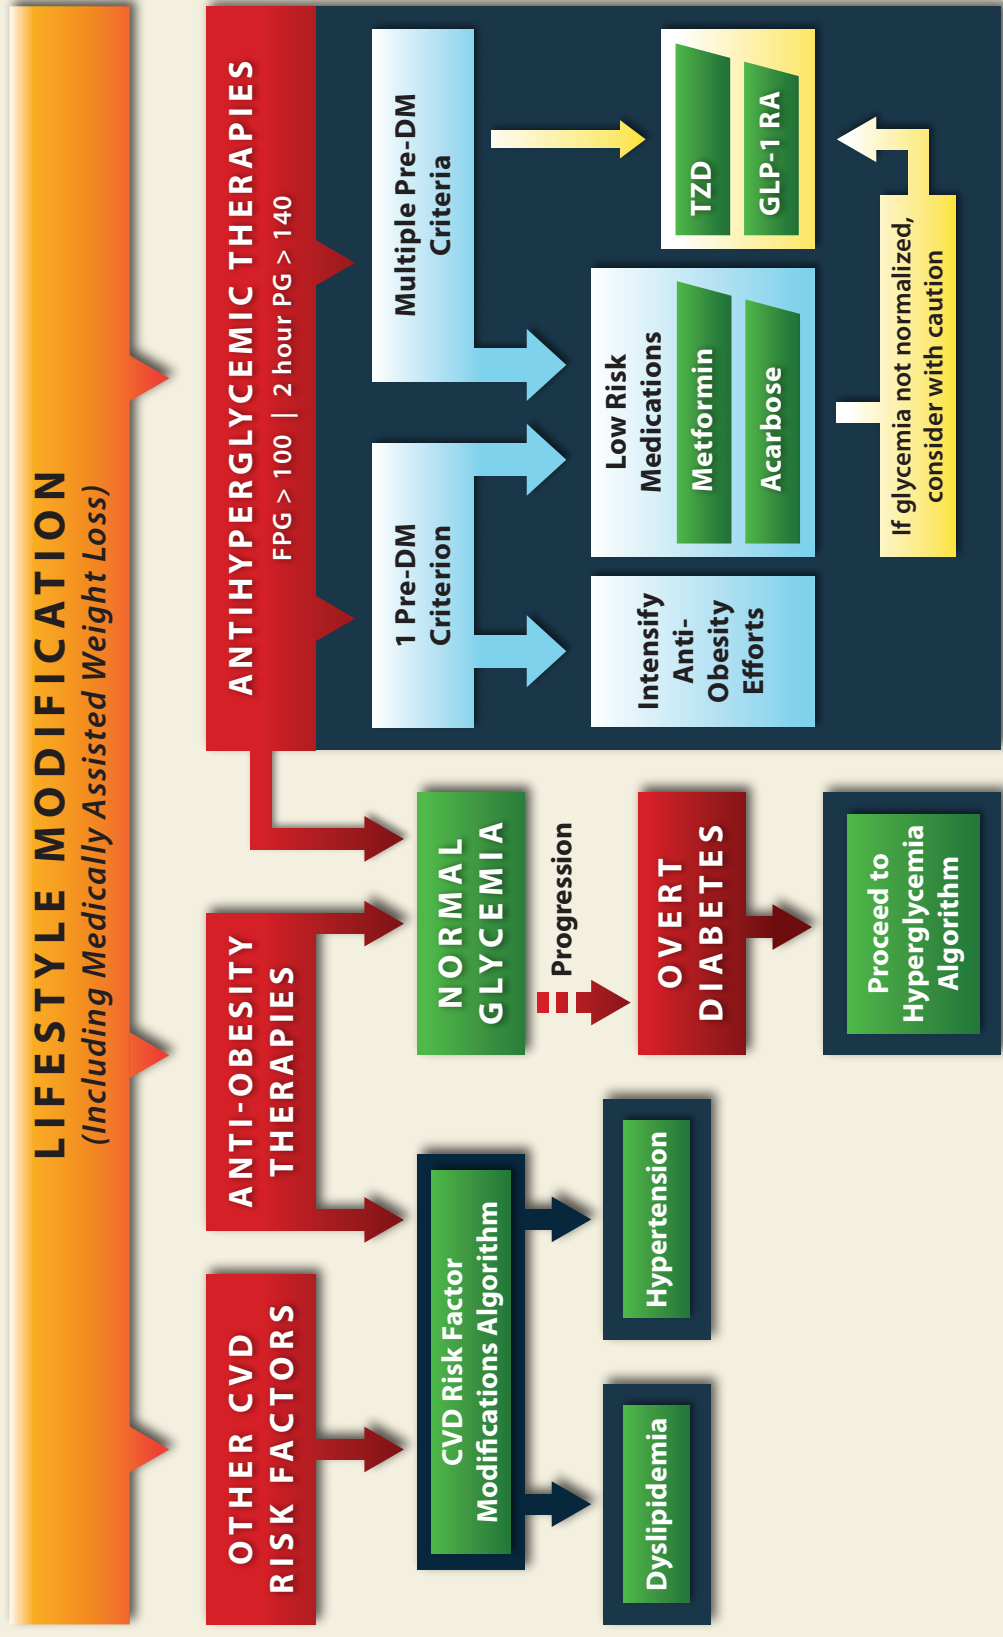 LIFESTYLE MODIFICATION
(Including Medically Assisted Weight Loss)
OTHER CVD
RISK FACTORS
ANTI-OBESITY
THERAPIES
ANTIHYPERGLYCEMIC THERAPIES
FPG > 100 | 2 hour PG > 140
CVD Risk Factor
Modifications Algorithm
Dyslipidemia
Hypertension
NORMAL
GLYCEMIA
Progression
OVERT
DIABETES
Proceed to
Hyperglycemia
Algorithm
1 Pre-DM
Criterion
Multiple Pre-DM
Criteria
Intensify
Anti-
Obesity
Efforts
Low Risk
Medications
Metformin
Acarbose
TZD
GLP-1 RA
If glycemia not normalized,
consider with caution